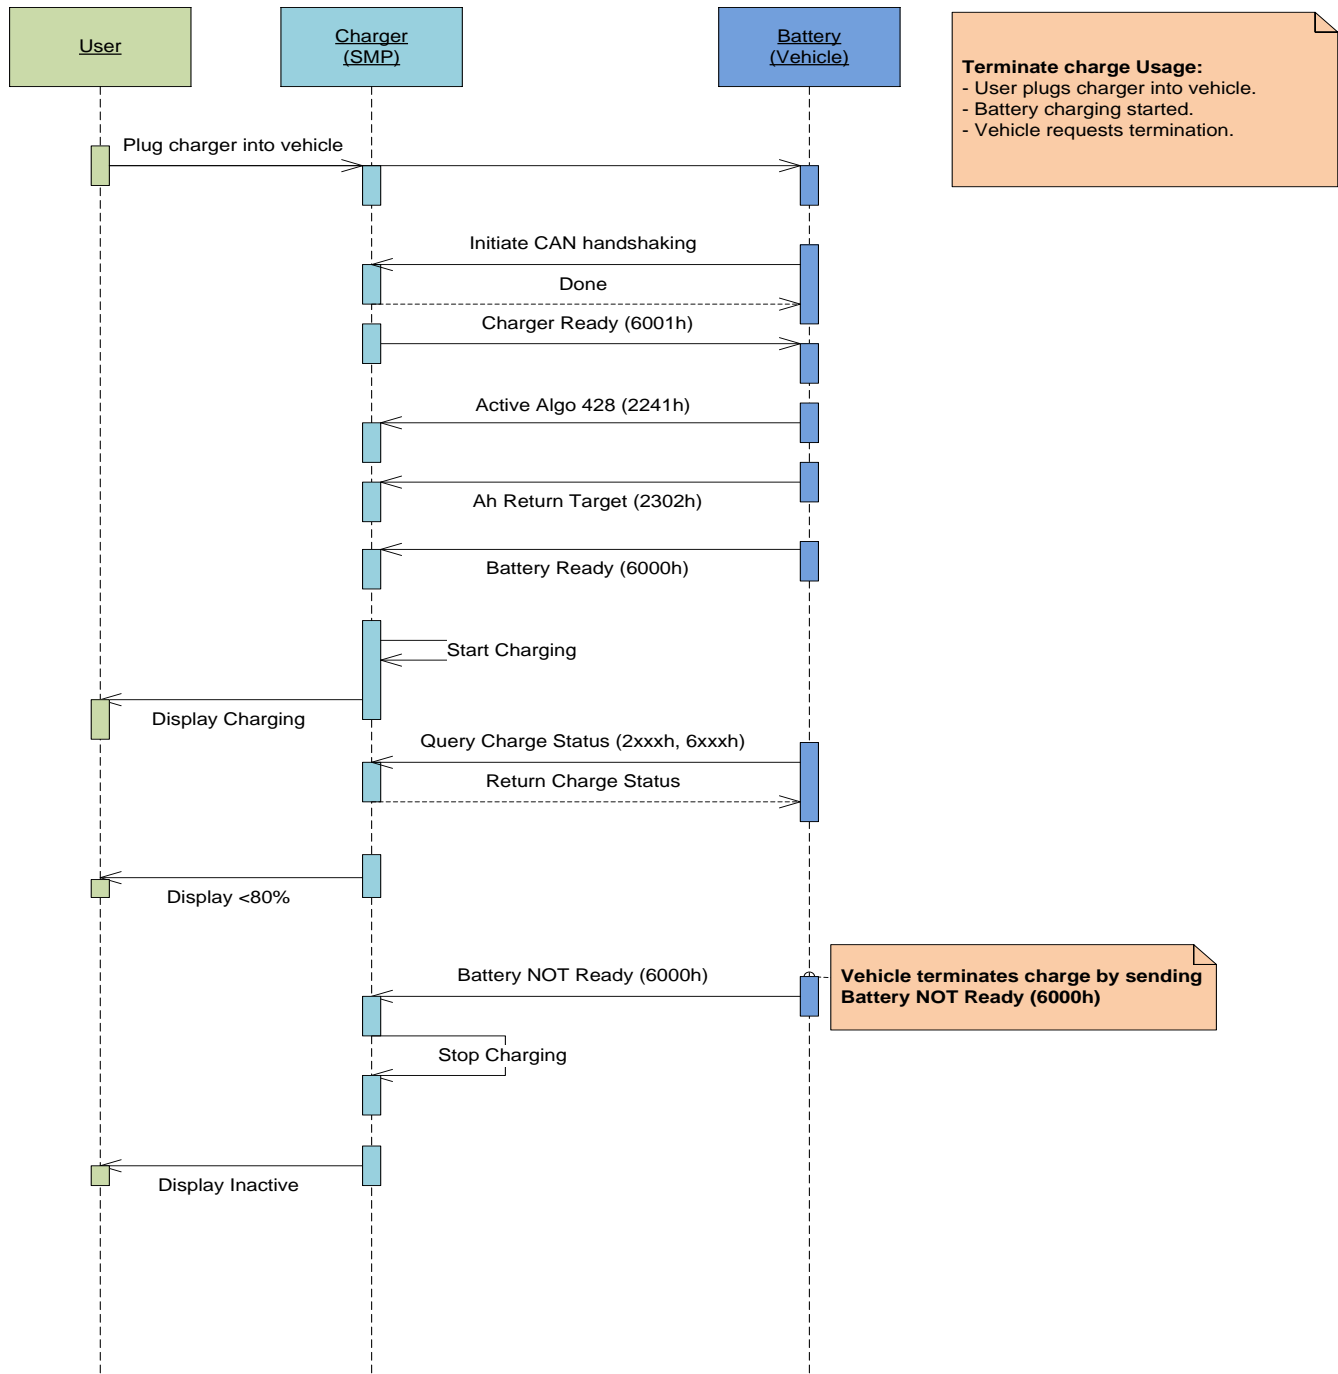 User
Charger
(SMP)
Battery
(Vehicle)
Terminate charge Usage:
- User plugs charger into vehicle.
- Battery charging started.
- Vehicle requests termination.
Plug charger into vehicle
Initiate CAN handshaking
Done
Charger Ready (6001h)
Active Algo 428 (2241h)
Ah Return Target (2302h)
Battery Ready (6000h)
Start Charging
Display Charging
Query Charge Status (2xxxh, 6xxxh)
Return Charge Status
Display <80%
Battery NOT Ready (6000h)
Vehicle terminates charge by sending
Battery NOT Ready (6000h)
Stop Charging
Display Inactive